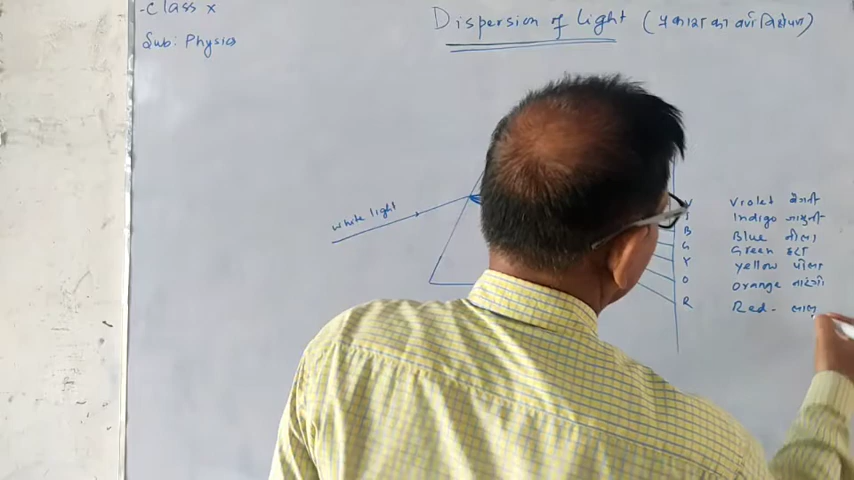 -Class x
Sub: Physics
Dispersion of Light (प्रकाश का वर्ण विक्षेपण)
white light
V
I
B
G
Y
O
R
Violet बैंगनी
Indigo जामुनी
Blue नीला
Green हरा
Yellow पीला
Orange नारंगी
Red - लाल